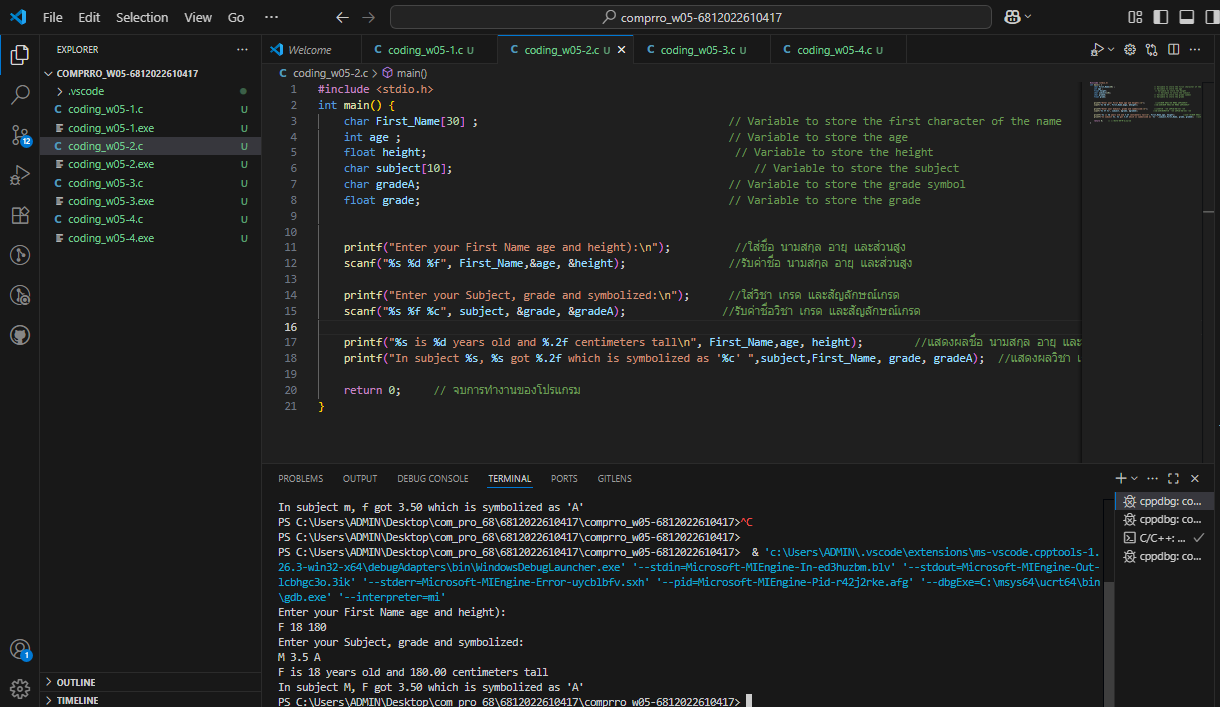 File Edit Selection View Go ··· comprro_w05-6812022610417
EXPLORER ···
COMPRRO_W05-6812022610417
.vscode
C coding_w05-1.c U
coding_w05-1.exe U
C coding_w05-2.c U
coding_w05-2.exe U
C coding_w05-3.c U
coding_w05-3.exe U
C coding_w05-4.c U
coding_w05-4.exe U
12
1
OUTLINE
TIMELINE
Welcome C coding_w05-1.c U C coding_w05-2.c U C coding_w05-3.c U C coding_w05-4.c U
C coding_w05-2.c > main()
1 #include <stdio.h>
2 int main() {
3 char First_Name[30] ; // Variable to store the first character of the name
4 int age ; // Variable to store the age
5 float height; // Variable to store the height
6 char subject[10]; // Variable to store the subject
7 char gradeA; // Variable to store the grade symbol
8 float grade; // Variable to store the grade
9
10
11 printf("Enter your First Name age and height):\n"); //ใส่ชื่อ นามสกุล อายุ และส่วนสูง
12 scanf("%s %d %f", First_Name,&age, &height); //รับค่าชื่อ นามสกุล อายุ และส่วนสูง
13
14 printf("Enter your Subject, grade and symbolized:\n"); //ใส่วิชา เกรด และสัญลักษณ์เกรด
15 scanf("%s %f %c", subject, &grade, &gradeA); //รับค่าชื่อวิชา เกรด และสัญลักษณ์เกรด
16
17 printf("%s is %d years old and %.2f centimeters tall\n", First_Name,age, height); //แสดงผลชื่อ นามสกุล อายุ และ
18 printf("In subject %s, %s got %.2f which is symbolized as '%c' ",subject,First_Name, grade, gradeA); //แสดงผลวิชา เ
19
20 return 0; // จบการทำงานของโปรแกรม
21 }
PROBLEMS OUTPUT DEBUG CONSOLE TERMINAL PORTS GITLENS
In subject m, f got 3.50 which is symbolized as 'A'
PS C:\Users\ADMIN\Desktop\com_pro_68\6812022610417\comprro_w05-6812022610417>^C
PS C:\Users\ADMIN\Desktop\com_pro_68\6812022610417\comprro_w05-6812022610417>
PS C:\Users\ADMIN\Desktop\com_pro_68\6812022610417\comprro_w05-6812022610417> & 'c:\Users\ADMIN\.vscode\extensions\ms-vscode.cpptools-1.
26.3-win32-x64\debugAdapters\bin\WindowsDebugLauncher.exe' '--stdin=Microsoft-MIEngine-In-ed3huzbm.blv' '--stdout=Microsoft-MIEngine-Out-
lcbhgc3o.3ik' '--stderr=Microsoft-MIEngine-Error-uycblbfv.sxh' '--pid=Microsoft-MIEngine-Pid-r42j2rke.afg' '--dbgExe=C:\msys64\ucrt64\bin
\gdb.exe' '--interpreter=mi'
Enter your First Name age and height):
F 18 180
Enter your Subject, grade and symbolized:
M 3.5 A
F is 18 years old and 180.00 centimeters tall
In subject M, F got 3.50 which is symbolized as 'A'
PS C:\Users\ADMIN\Desktop\com_pro_68\6812022610417\comprro_w05-6812022610417>
cppdbg: co...
cppdbg: co...
C/C++: ...
cppdbg: co...